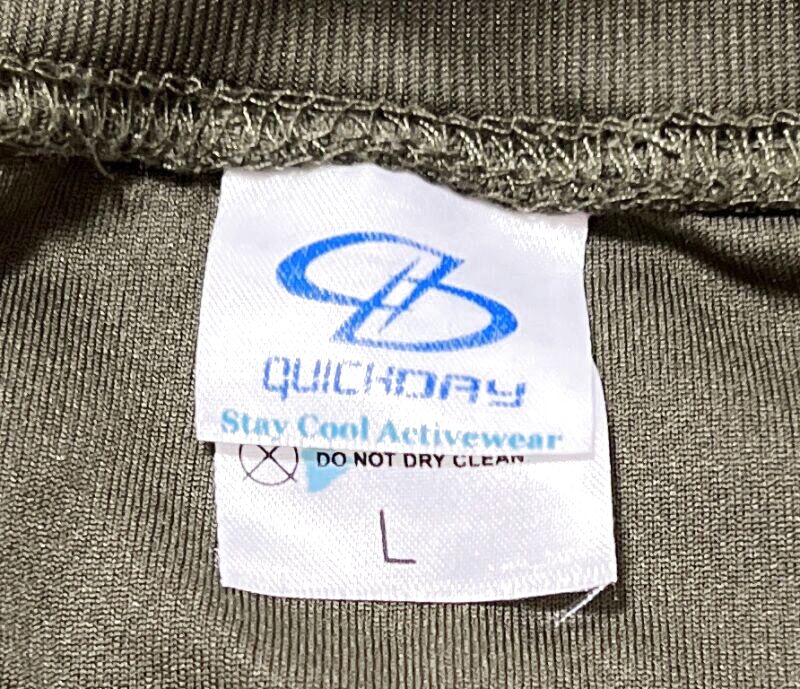 QUICKDAY
Stay Cool Activewear
DO NOT DRY CLEAN
L